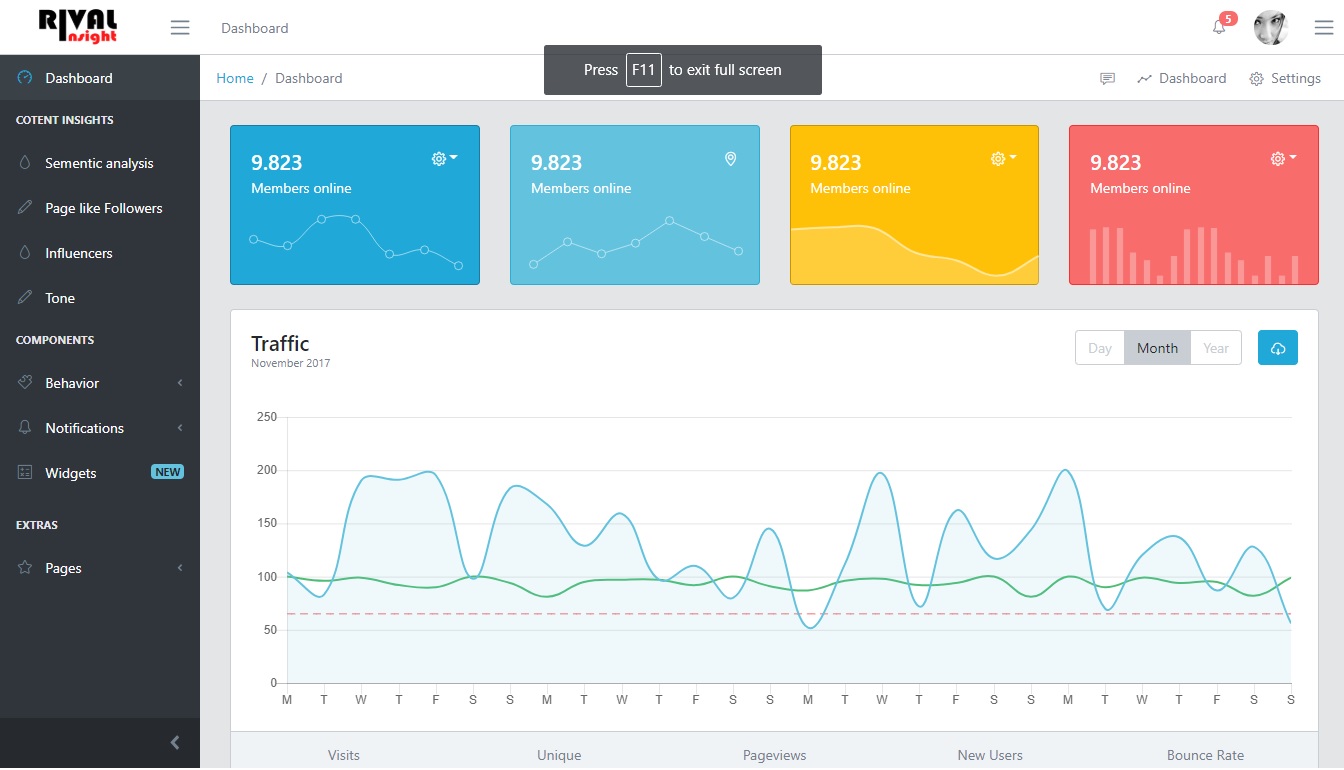 RIVAL
nsight
Dashboard
5
Press F11 to exit full screen
Home / Dashboard
Dashboard
Settings
Dashboard
COTENT INSIGHTS
Sementic analysis
Page like Followers
Influencers
Tone
COMPONENTS
Behavior
Notifications
Widgets NEW
EXTRAS
Pages
9.823
Members online
9.823
Members online
9.823
Members online
9.823
Members online
Traffic
November 2017
Day Month Year
250
200
150
100
50
0
M T W T F S S M T W T F S S M T W T F S S M T W T F S S
Visits Unique Pageviews New Users Bounce Rate